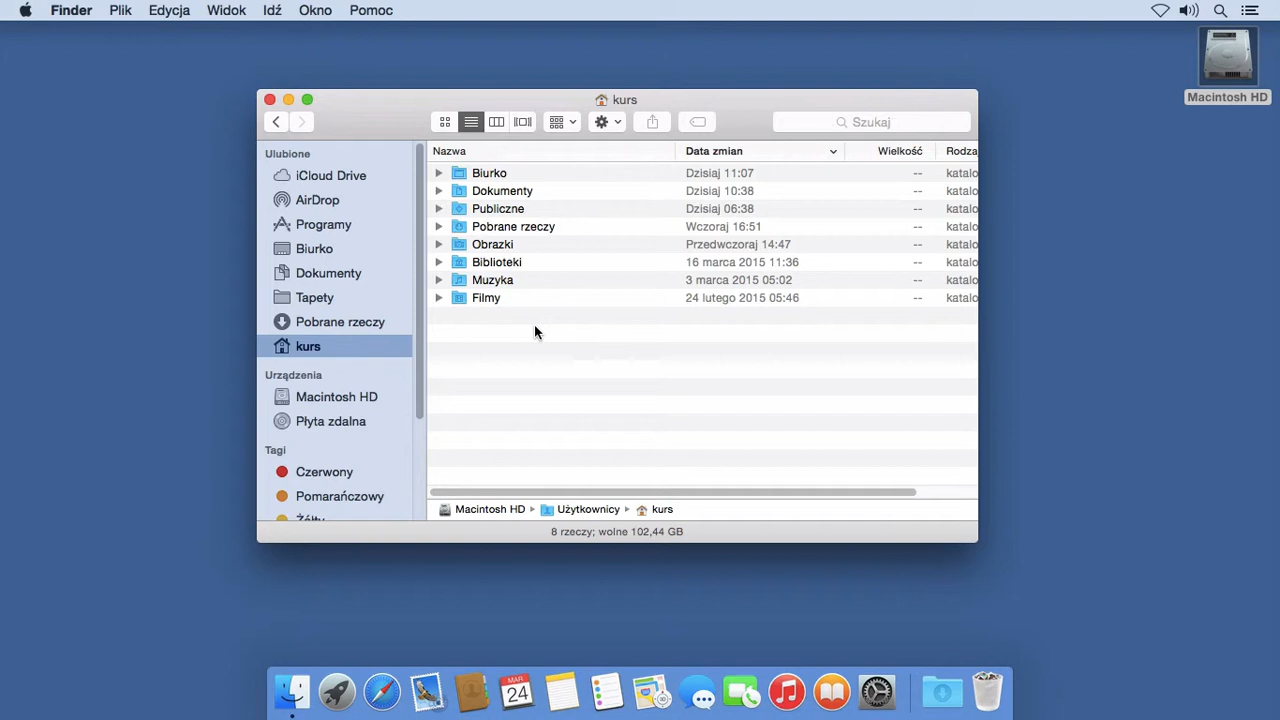 Finder Plik Edycja Widok Idź Okno Pomoc
Macintosh HD
kurs
Szukaj
Ulubione
iCloud Drive
AirDrop
Programy
Biurko
Dokumenty
Tapety
Pobrane rzeczy
kurs
Urządzenia
Macintosh HD
Płyta zdalna
Tagi
Czerwony
Pomarańczowy
Żółty
Nazwa Data zmian Wielkość Rodza
Biurko Dzisiaj 11:07 -- katalo
Dokumenty Dzisiaj 10:38 -- katalo
Publiczne Dzisiaj 06:38 -- katalo
Pobrane rzeczy Wczoraj 16:51 -- katalo
Obrazki Przedwczoraj 14:47 -- katalo
Biblioteki 16 marca 2015 11:36 -- katalo
Muzyka 3 marca 2015 05:02 -- katalo
Filmy 24 lutego 2015 05:46 -- katalo
Macintosh HD Użytkownicy kurs
8 rzeczy; wolne 102,44 GB
MAR
24